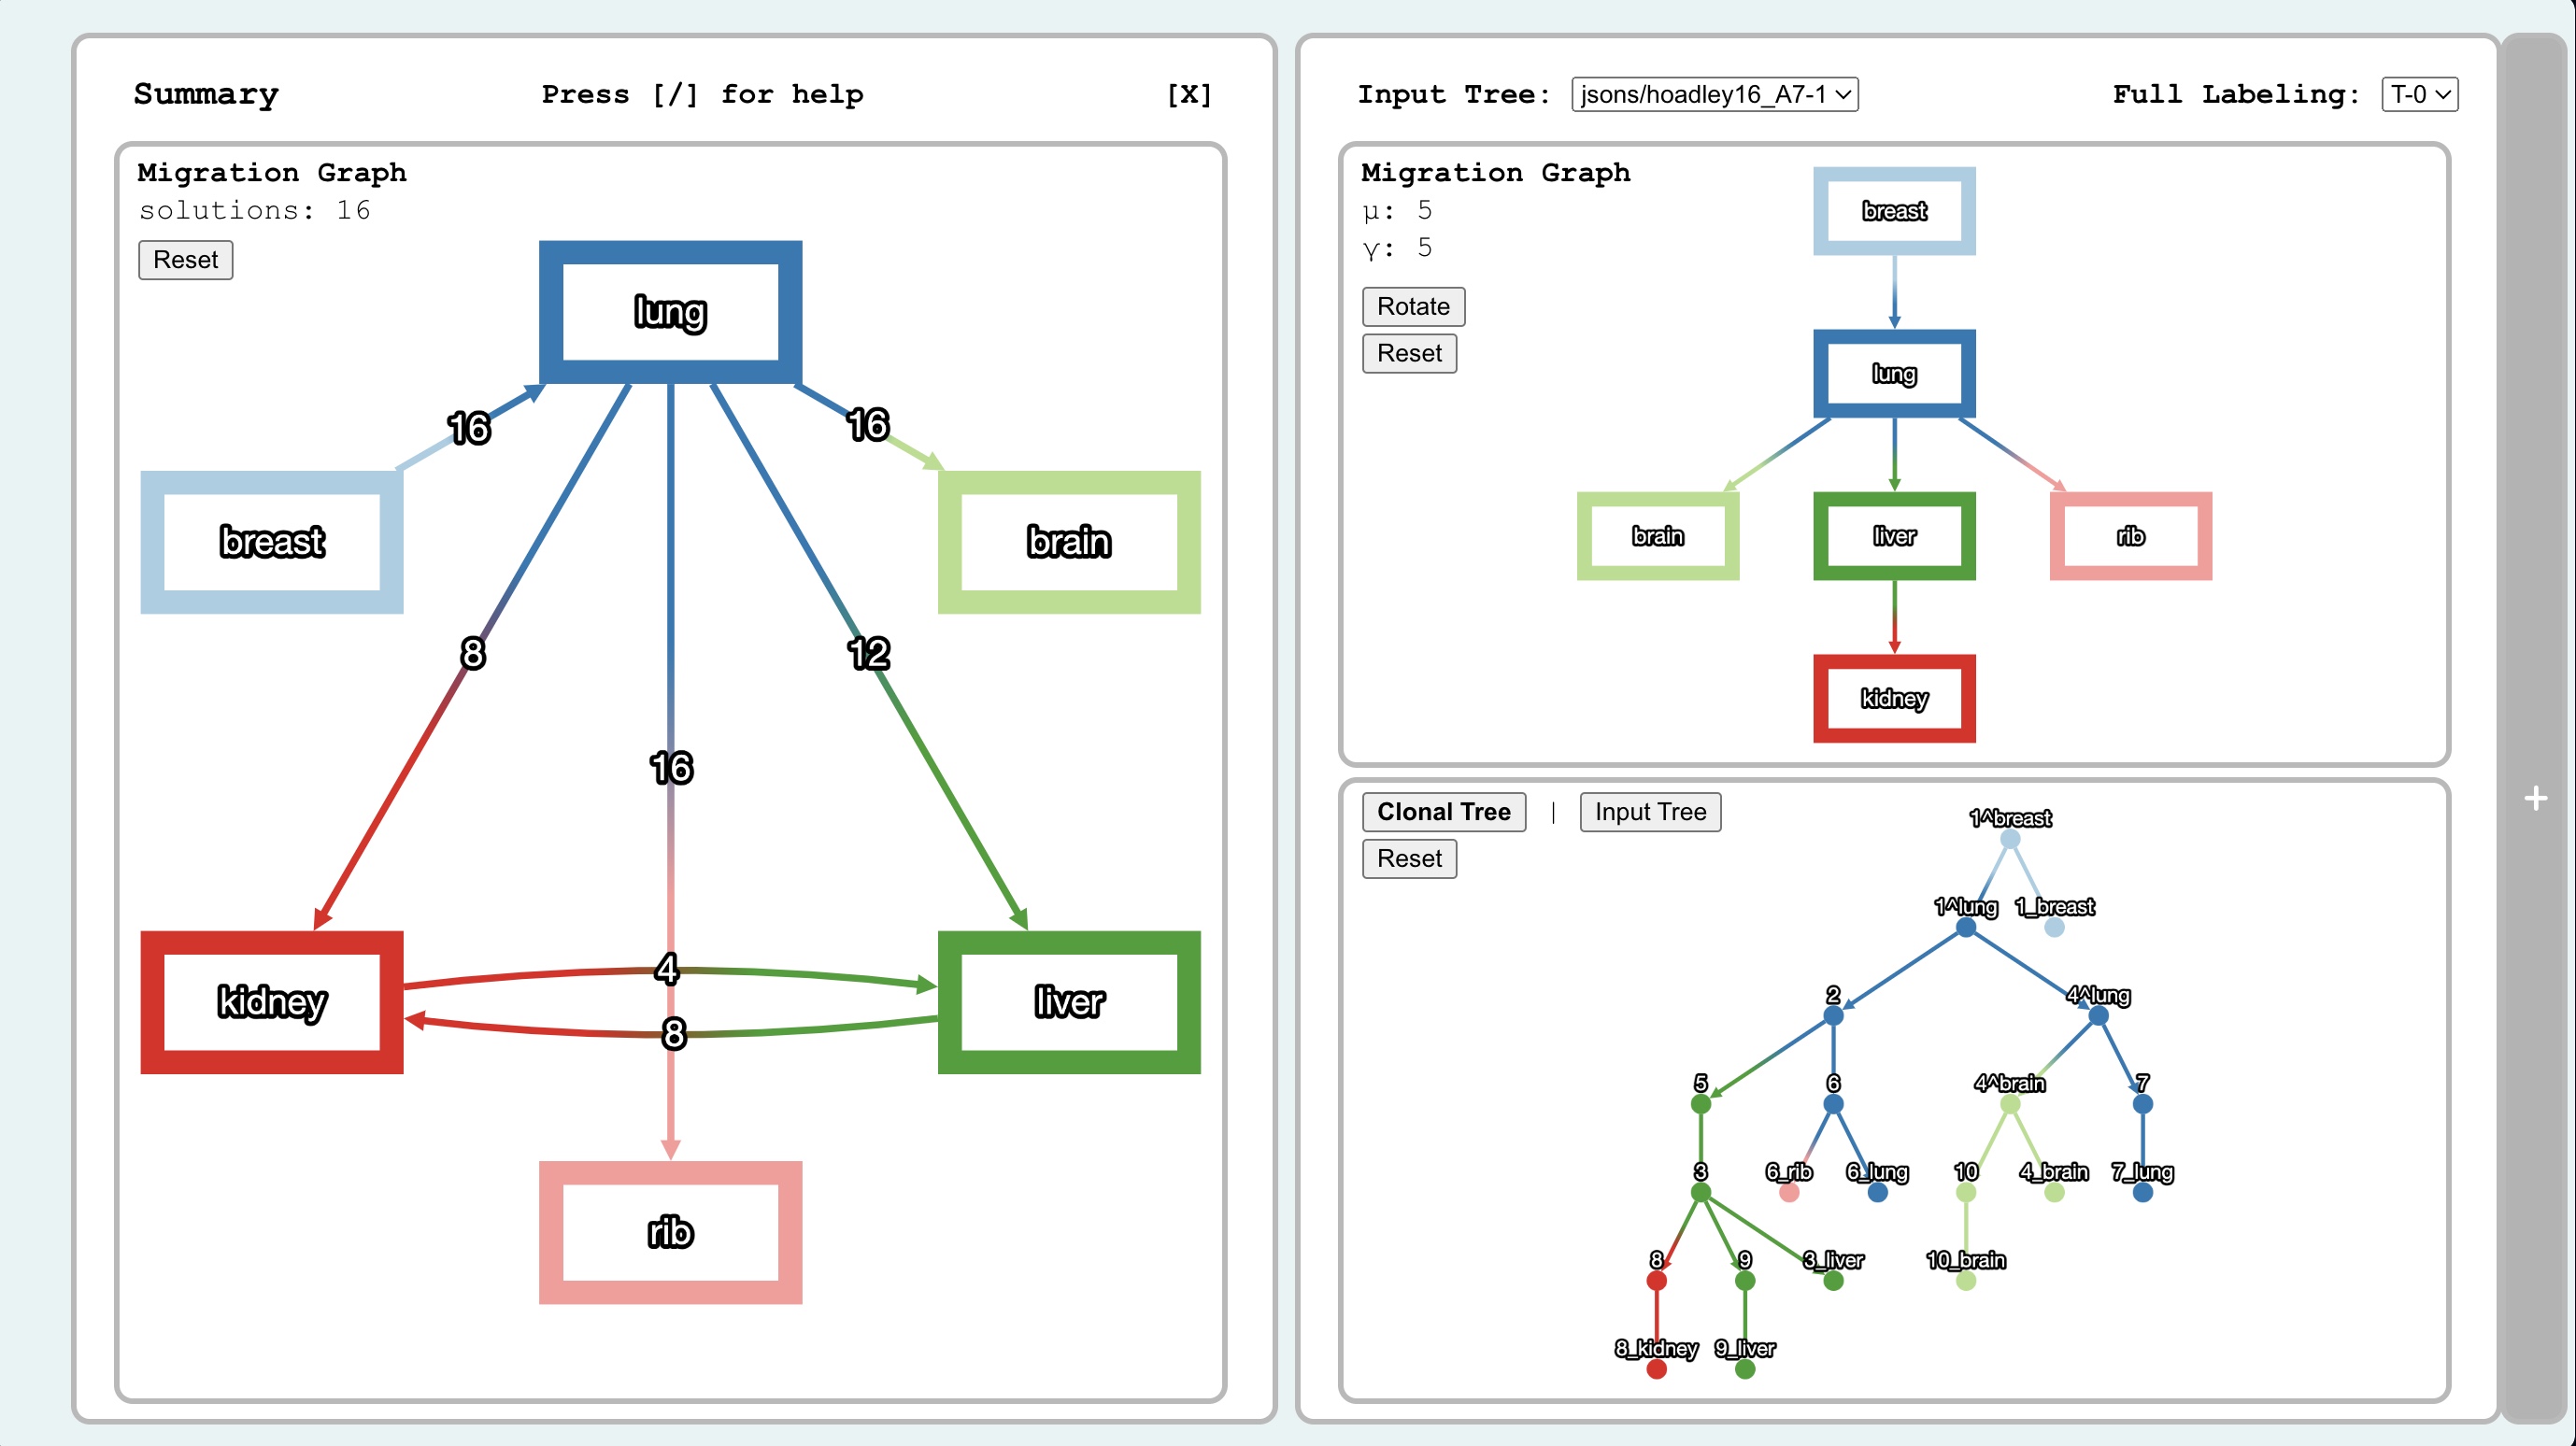 Summary
Press [/] for help
[X]
Migration Graph
solutions: 16
Reset
lung
16
16
breast
brain
8
12
16
kidney
4
liver
8
rib
Input Tree: jsons/hoadley16_A7-1
Full Labeling: T-0
Migration Graph
μ: 5
γ: 5
Rotate
Reset
breast
lung
brain
liver
rib
kidney
Clonal Tree | Input Tree
Reset
1^breast
1^lung 1_breast
2 4^lung
5 6 4^brain 7
3 6_rib 6_lung 10 4_brain 7_lung
8 9 3_liver 10_brain
8_kidney 9_liver
+